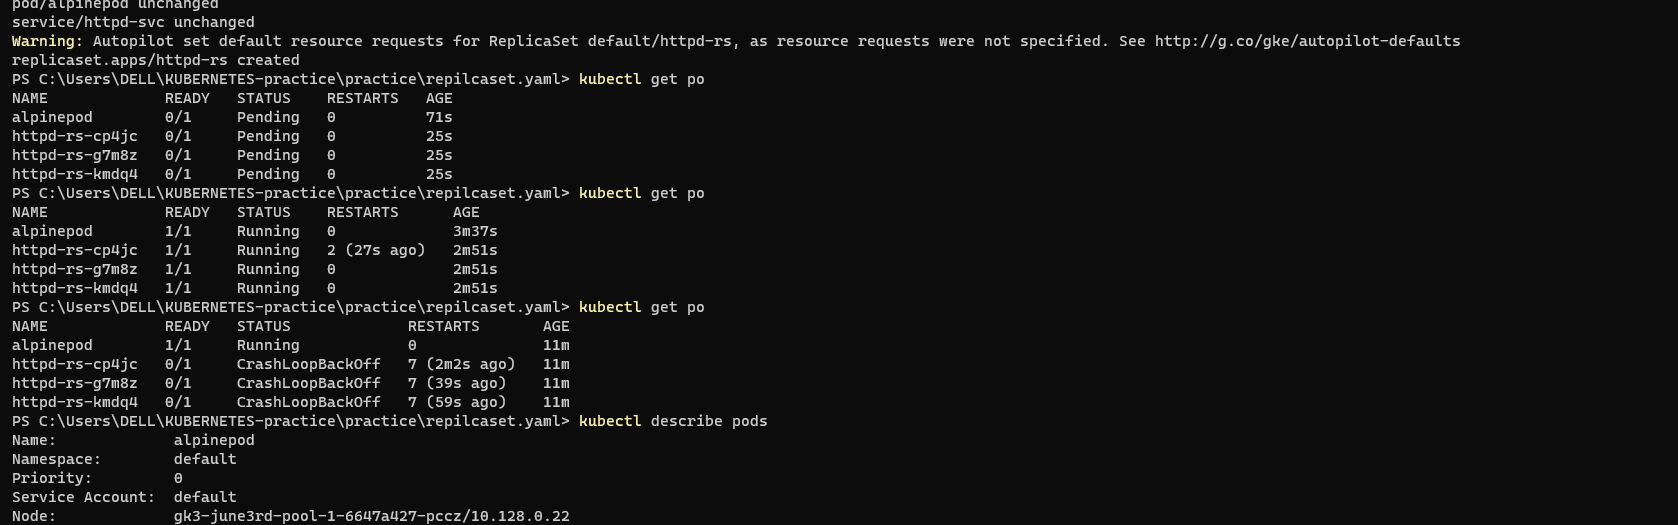 pod/alpinepod unchanged
service/httpd-svc unchanged
Warning: Autopilot set default resource requests for ReplicaSet default/httpd-rs, as resource requests were not specified. See http://g.co/gke/autopilot-defaults
replicaset.apps/httpd-rs created
PS C:\Users\DELL\KUBERNETES-practice\practice\repilcaset.yaml> kubectl get po
NAME             READY   STATUS    RESTARTS   AGE
alpinepod        0/1     Pending   0          71s
httpd-rs-cp4jc   0/1     Pending   0          25s
httpd-rs-g7m8z   0/1     Pending   0          25s
httpd-rs-kmdq4   0/1     Pending   0          25s
PS C:\Users\DELL\KUBERNETES-practice\practice\repilcaset.yaml> kubectl get po
NAME             READY   STATUS    RESTARTS      AGE
alpinepod        1/1     Running   0             3m37s
httpd-rs-cp4jc   1/1     Running   2 (27s ago)   2m51s
httpd-rs-g7m8z   1/1     Running   0             2m51s
httpd-rs-kmdq4   1/1     Running   0             2m51s
PS C:\Users\DELL\KUBERNETES-practice\practice\repilcaset.yaml> kubectl get po
NAME             READY   STATUS             RESTARTS       AGE
alpinepod        1/1     Running            0              11m
httpd-rs-cp4jc   0/1     CrashLoopBackOff   7 (2m2s ago)   11m
httpd-rs-g7m8z   0/1     CrashLoopBackOff   7 (39s ago)    11m
httpd-rs-kmdq4   0/1     CrashLoopBackOff   7 (59s ago)    11m
PS C:\Users\DELL\KUBERNETES-practice\practice\repilcaset.yaml> kubectl describe pods
Name:             alpinepod
Namespace:        default
Priority:         0
Service Account:  default
Node:             gk3-june3rd-pool-1-6647a427-pccz/10.128.0.22